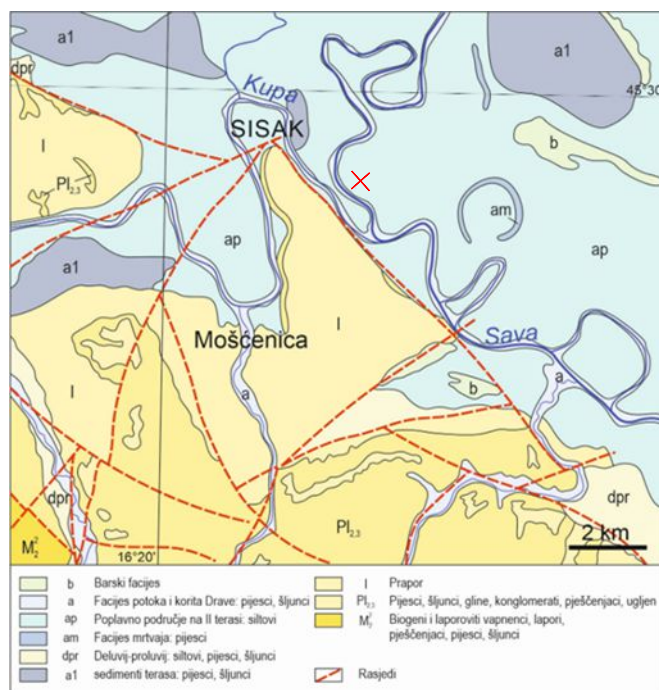 a1
a1
dpr
45°30'
Kupa
SISAK
b
l
Pl2,3
am
ap
ap
a1
l
Mošćenica
Sava
a
a
b
l
dpr
dpr
Pl2,3
2 km
M²₂
16°20'
b Barski facijes
a Facijes potoka i korita Drave: pijesci, šljunci
ap Poplavno područje na II terasi: siltovi
am Facijes mrtvaja: pijesci
dpr Deluvij-proluvij: siltovi, pijesci, šljunci
a1 sedimenti terasa: pijesci, šljunci
l Prapor
Pl2,3 Pijesci, šljunci, gline, konglomerati, pješčenjaci, ugljen
M²₂ Biogeni i laporoviti vapnenci, lapori,
pješčenjaci, pijesci, šljunci
Rasjedi